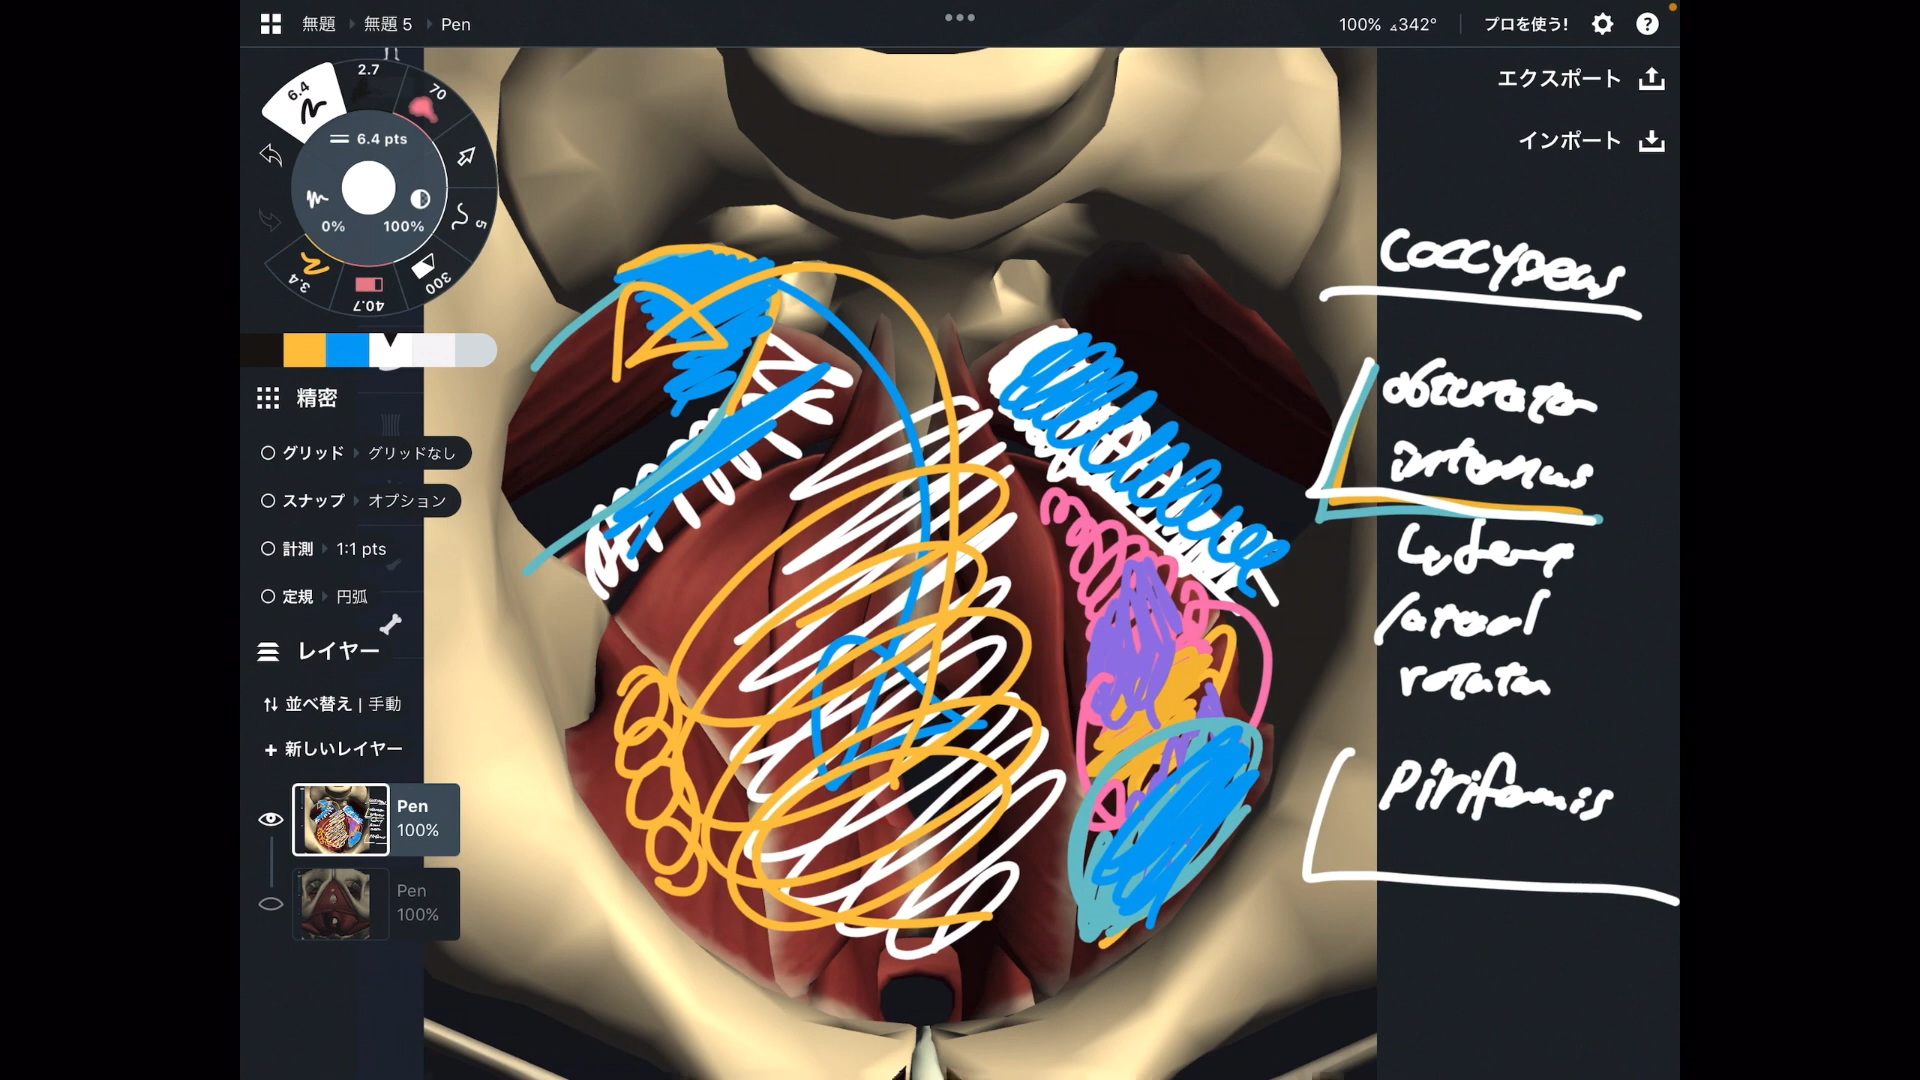 無題 無題 5 Pen
100% 342° プロを使う!
エクスポート
インポート
2.7
6.4
70
6.4 pts
5
0% 100%
3.4
300
40.7
精密
グリッド グリッドなし
スナップ オプション
計測 1:1 pts
定規 円弧
レイヤー
並べ替え | 手動
+ 新しいレイヤー
Pen
100%
Pen
100%
Coccygeus
obturator
internus
lateral
rotator
Piriformis